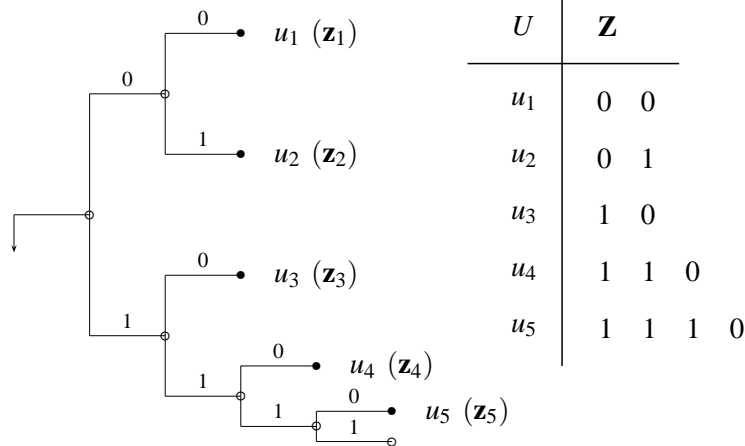 0 u₁ (𝐳₁)
0
1 u₂ (𝐳₂)
0 u₃ (𝐳₃)
1
0 u₄ (𝐳₄)
1
0 u₅ (𝐳₅)
1
1
U 𝐙
u₁ 0 0
u₂ 0 1
u₃ 1 0
u₄ 1 1 0
u₅ 1 1 1 0